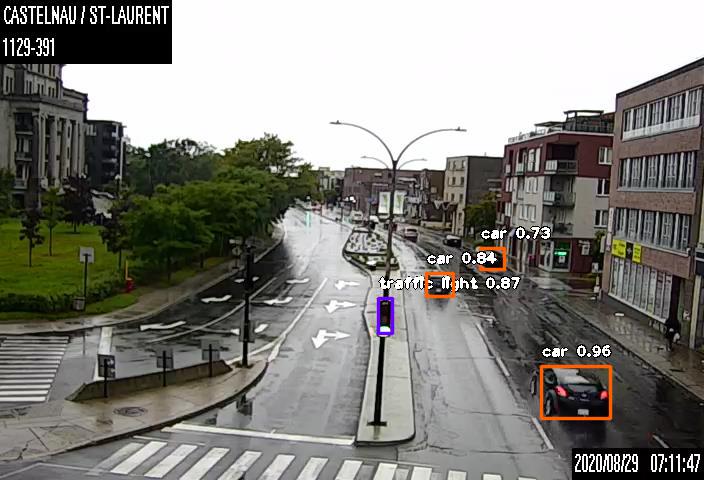 CASTELNAU / ST-LAURENT
1129-391
car 0.73
car 0.84
traffic light 0.87
car 0.96
2020/08/29 07:11:47